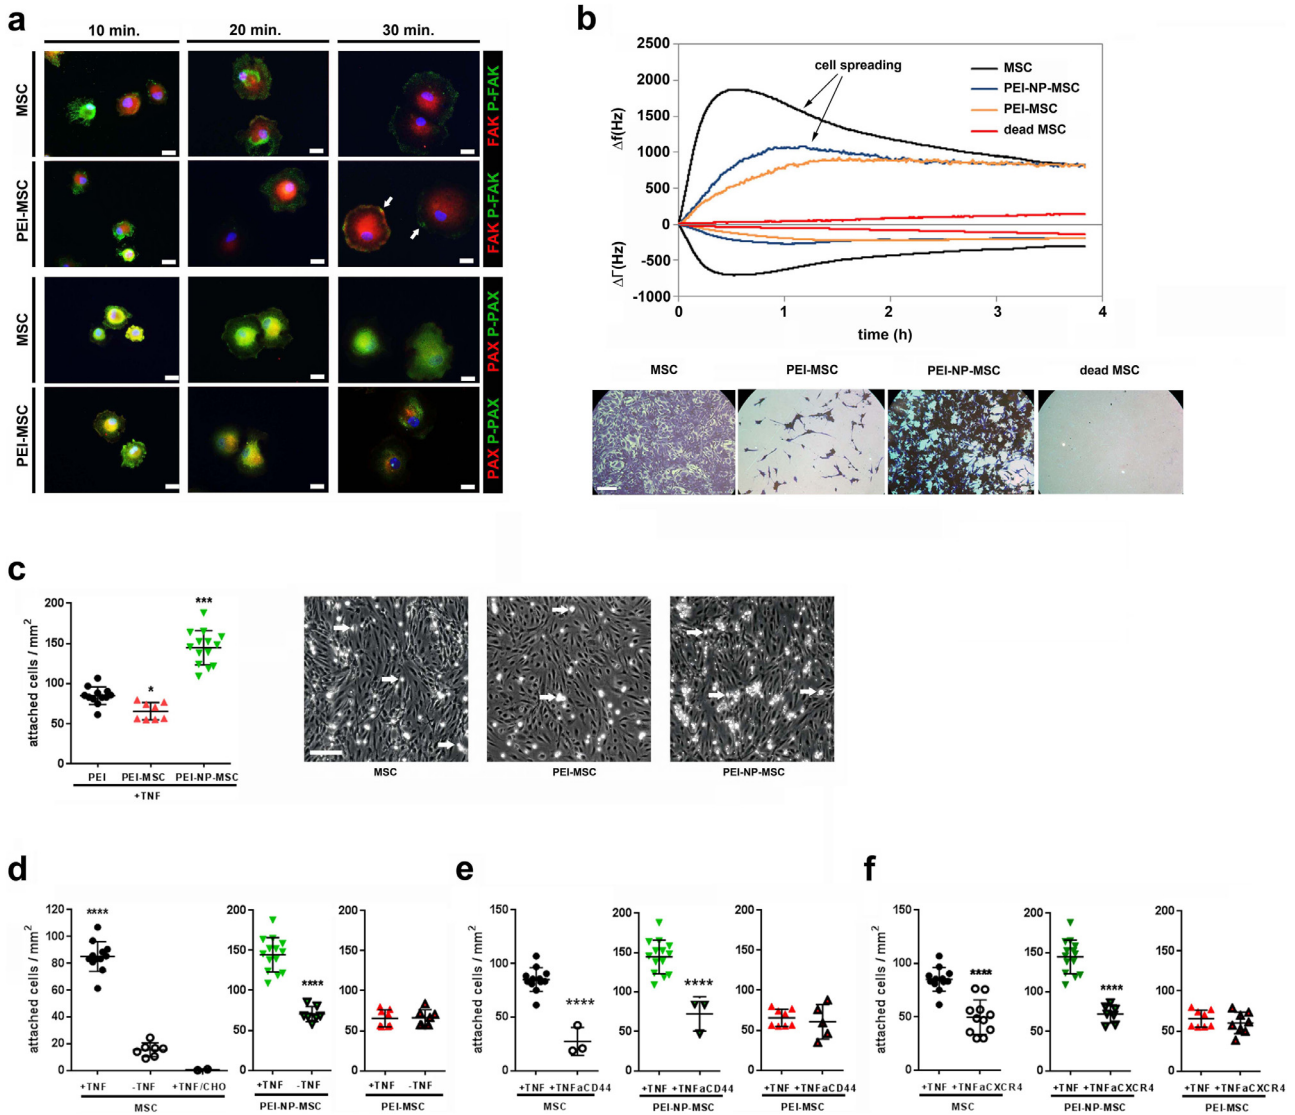 a
10 min. 20 min. 30 min.
MSC
FAK P-FAK
PEI-MSC
FAK P-FAK
MSC
PAX P-PAX
PEI-MSC
PAX P-PAX
b
2500
2000
1500
1000
500
0
-500
-1000
Δf(Hz)
ΔΓ(Hz)
cell spreading
MSC
PEI-NP-MSC
PEI-MSC
dead MSC
0 1 2 3 4
time (h)
MSC PEI-MSC PEI-NP-MSC dead MSC
c
attached cells / mm²
200
150
100
50
0
***
*
PEI PEI-MSC PEI-NP-MSC
+TNF
MSC PEI-MSC PEI-NP-MSC
d
attached cells / mm²
120
100
80
60
40
20
0
****
+TNF -TNF +TNF/CHO
MSC
200
150
100
50
0
****
+TNF -TNF
PEI-NP-MSC
200
150
100
50
0
+TNF -TNF
PEI-MSC
e
attached cells / mm²
150
100
50
0
****
+TNF +TNFaCD44
MSC
200
150
100
50
0
****
+TNF +TNFaCD44
PEI-NP-MSC
150
100
50
0
+TNF +TNFaCD44
PEI-MSC
f
attached cells / mm²
150
100
50
0
****
+TNF +TNFaCXCR4
MSC
200
150
100
50
0
****
+TNF +TNFaCXCR4
PEI-NP-MSC
200
150
100
50
0
+TNF +TNFaCXCR4
PEI-MSC